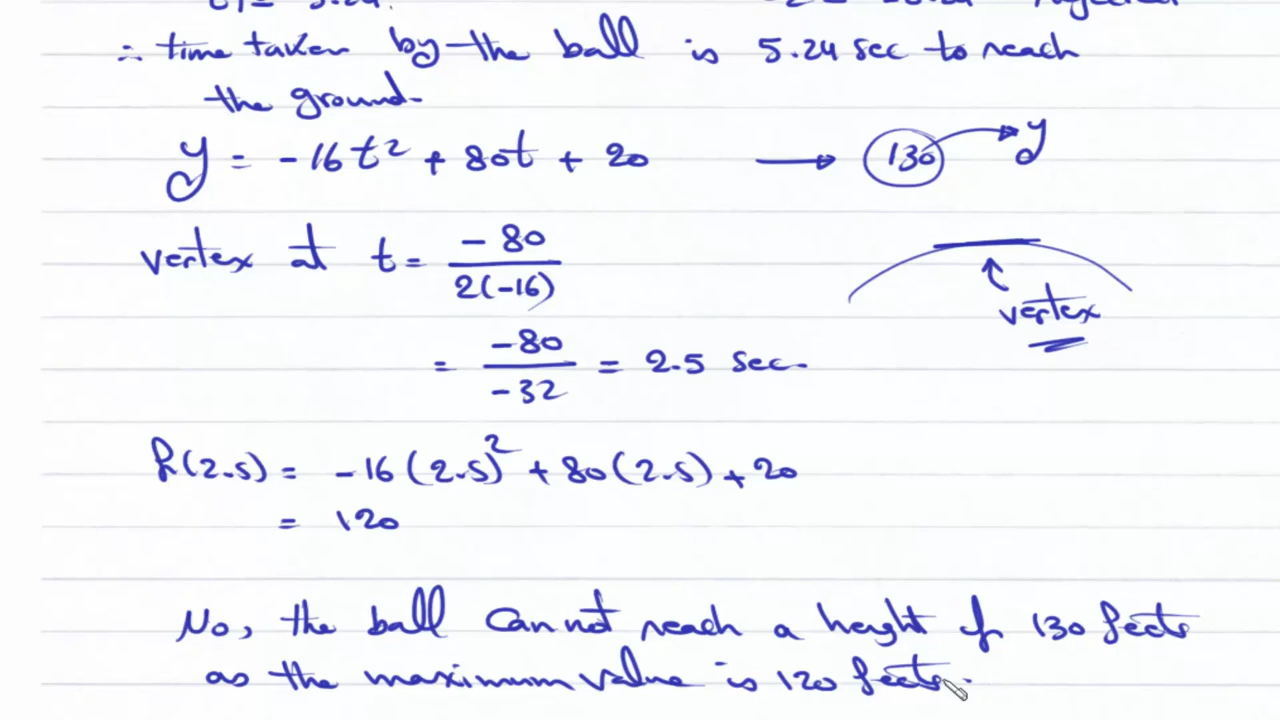 ∴ time taken by the ball is 5.24 sec to reach
the ground.
y = -16t² + 80t + 20 → 130 → y
vertex at t = -80 / 2(-16)
vertex
= -80 / -32 = 2.5 sec.
h(2.5) = -16(2.5)² + 80(2.5) + 20
= 120
No, the ball cannot reach a height of 130 feets
as the maximum value is 120 feets.